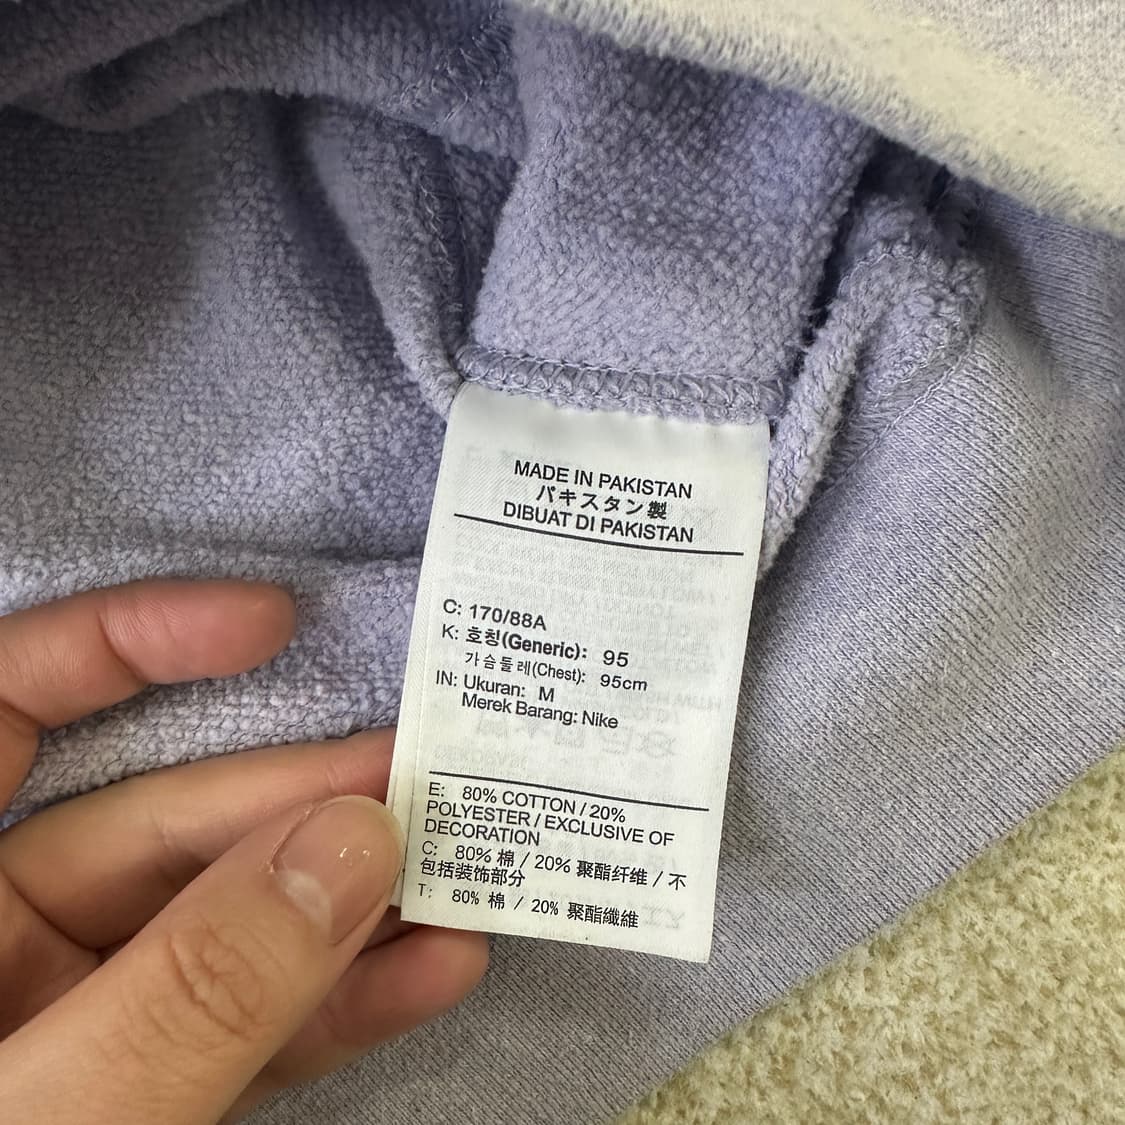 MADE IN PAKISTAN
パキスタン製
DIBUAT DI PAKISTAN
C: 170/88A
K: 호칭(Generic): 95
가슴둘레(Chest): 95cm
IN: Ukuran: M
Merek Barang: Nike
E: 80% COTTON / 20%
POLYESTER / EXCLUSIVE OF
DECORATION
C: 80% 棉 / 20% 聚酯纤维 / 不
包括装饰部分
T: 80% 棉 / 20% 聚酯纖維